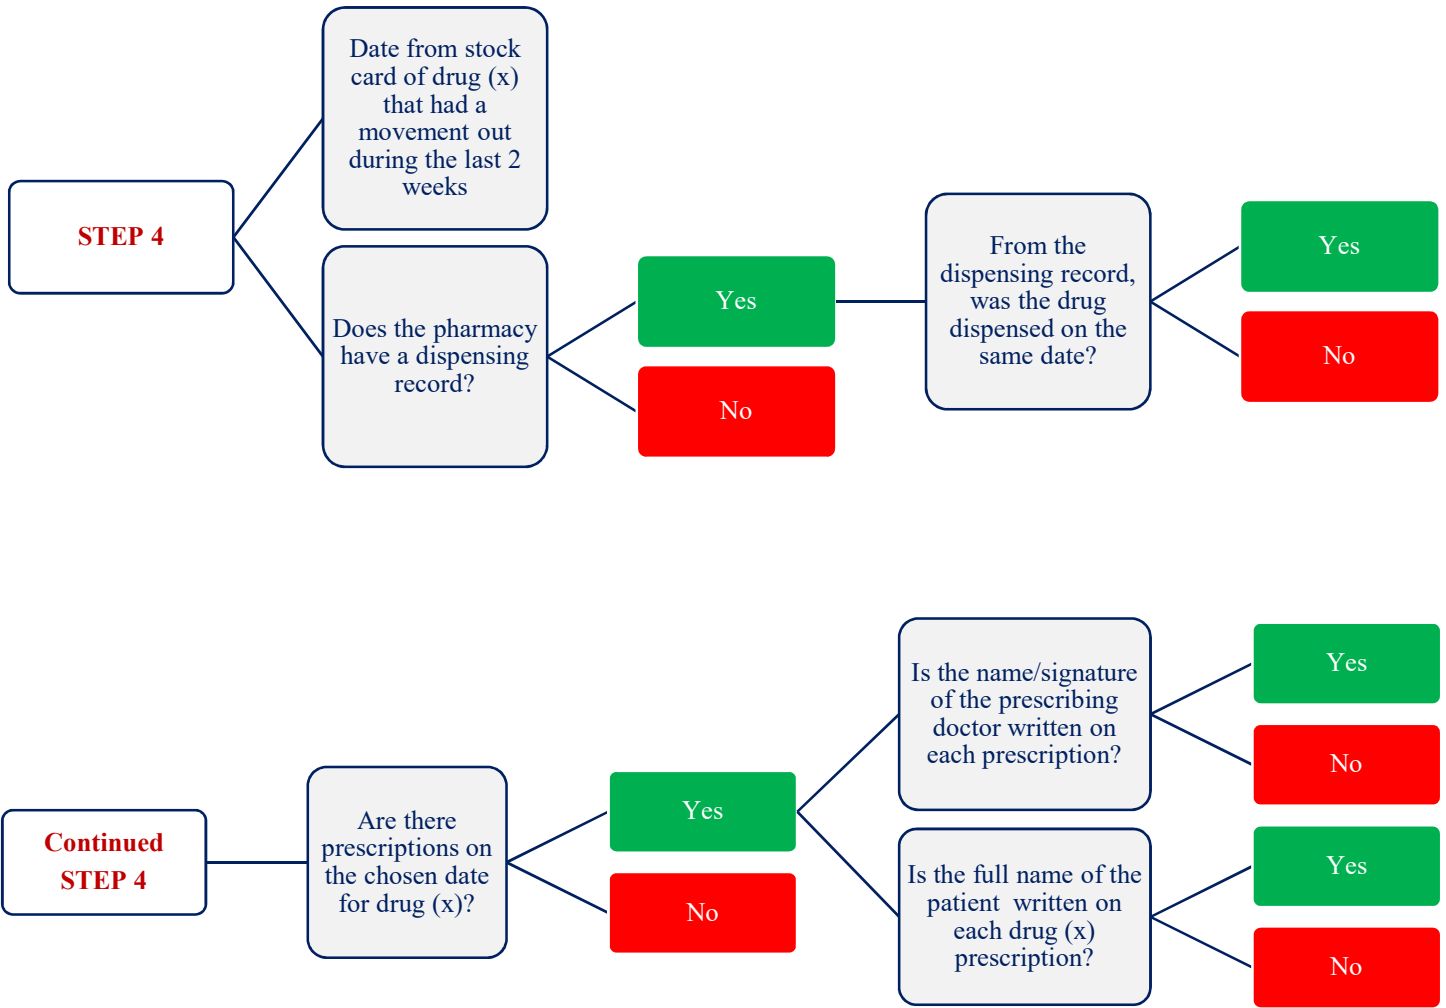 Date from stock
card of drug (x)
that had a
movement out
during the last 2
weeks
STEP 4
Does the pharmacy
have a dispensing
record?
Yes
No
From the
dispensing record,
was the drug
dispensed on the
same date?
Yes
No
Continued
STEP 4
Are there
prescriptions on
the chosen date
for drug (x)?
Yes
No
Is the name/signature
of the prescribing
doctor written on
each prescription?
Yes
No
Is the full name of the
patient written on
each drug (x)
prescription?
Yes
No